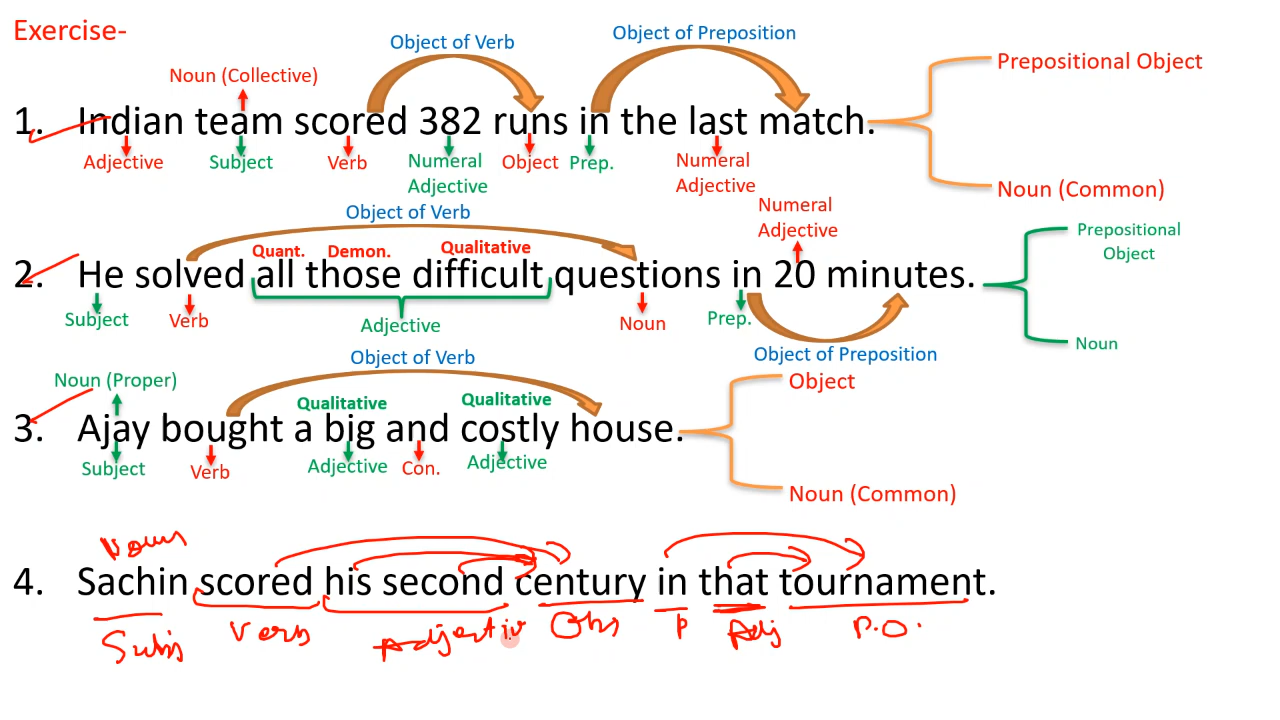 Exercise-
Object of Verb
Object of Preposition
Noun (Collective)
Prepositional Object
1. Indian team scored 382 runs in the last match.
Adjective Subject Verb Numeral Adjective Object Prep. Numeral Adjective
Noun (Common)
Object of Verb
Numeral Adjective
Quant. Demon. Qualitative
Prepositional Object
2. He solved all those difficult questions in 20 minutes.
Subject Verb Adjective Noun Prep.
Noun
Object of Verb
Object of Preposition
Noun (Proper)
Object
Qualitative Qualitative
3. Ajay bought a big and costly house.
Subject Verb Adjective Con. Adjective
Noun (Common)
Noun
4. Sachin scored his second century in that tournament.
Subj Verb Adjectiv Obj P Adj P.O.